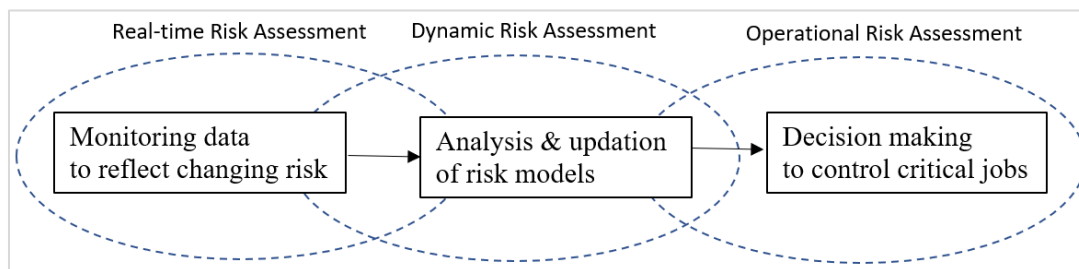 Real-time Risk Assessment
Dynamic Risk Assessment
Operational Risk Assessment
Monitoring data
to reflect changing risk
Analysis & updation
of risk models
Decision making
to control critical jobs